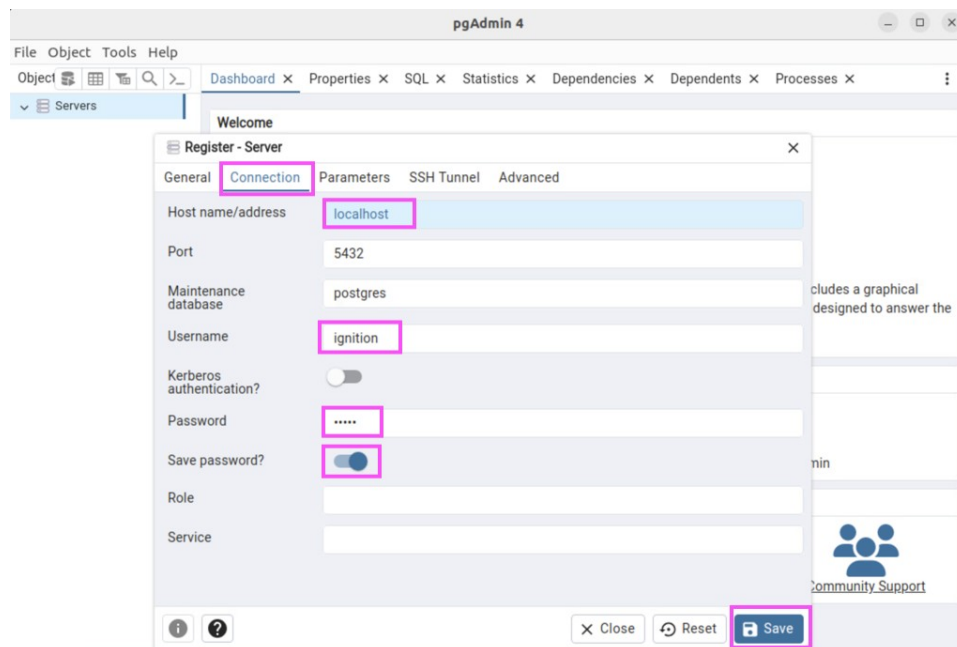 pgAdmin 4
File Object Tools Help
Object Dashboard Properties SQL Statistics Dependencies Dependents Processes
Servers
Welcome
Register - Server
General Connection Parameters SSH Tunnel Advanced
Host name/address localhost
Port 5432
Maintenance database postgres
Username ignition
Kerberos authentication?
Password •••••
Save password?
Role
Service
graphical
designed to answer the
Community Support
Close Reset Save